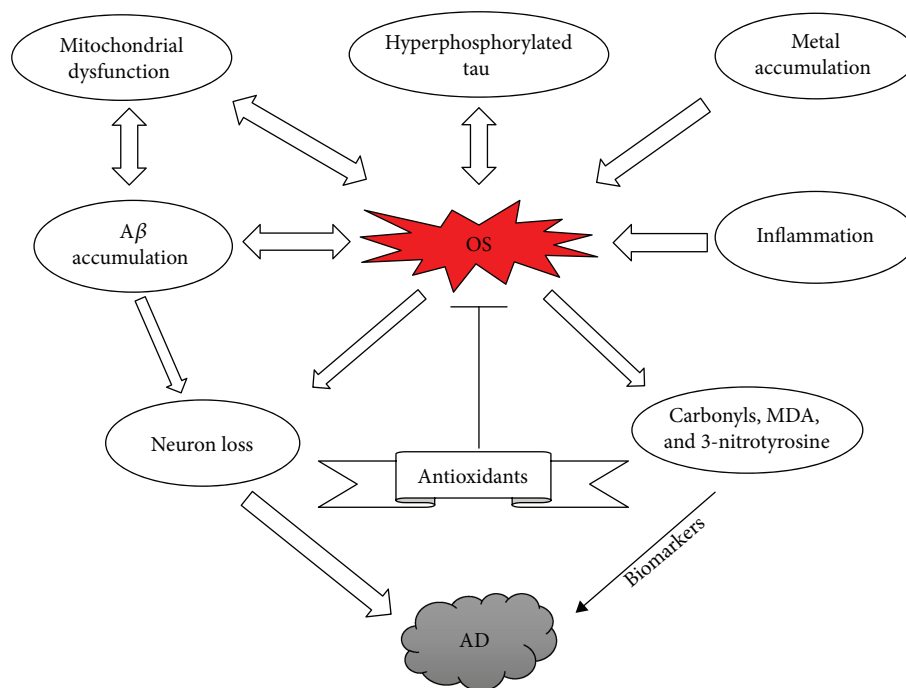 Mitochondrial
dysfunction
Hyperphosphorylated
tau
Metal
accumulation
Aβ
accumulation
OS
Inflammation
Neuron loss
Antioxidants
Carbonyls, MDA,
and 3-nitrotyrosine
Biomarkers
AD